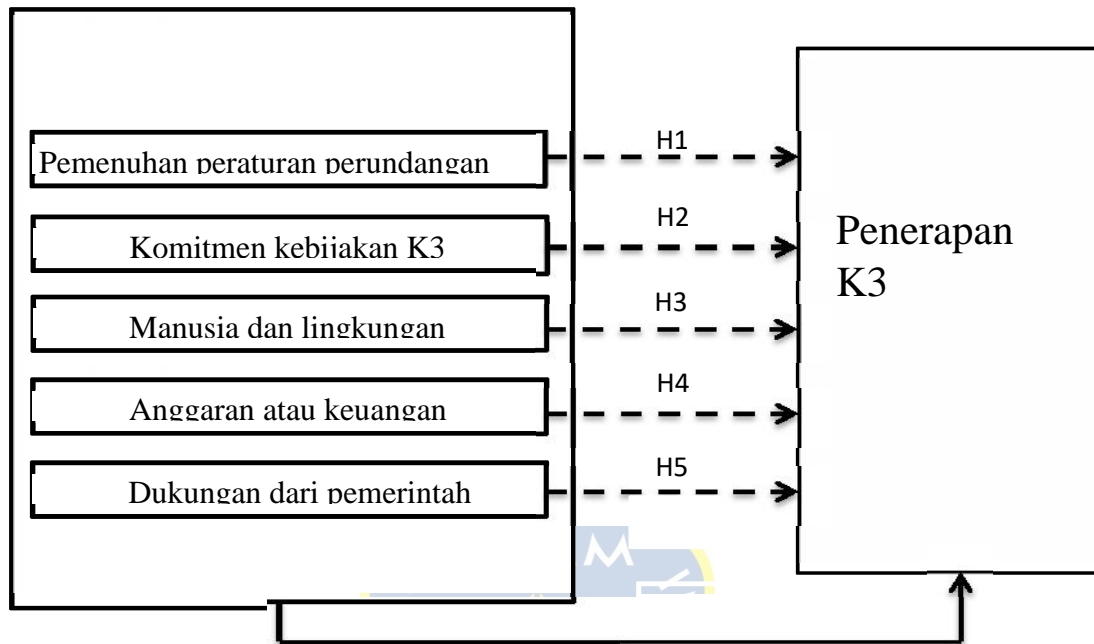 Pemenuhan peraturan perundangan
H1
Komitmen kebijakan K3
H2
Manusia dan lingkungan
H3
Anggaran atau keuangan
H4
Dukungan dari pemerintah
H5
Penerapan
K3
M